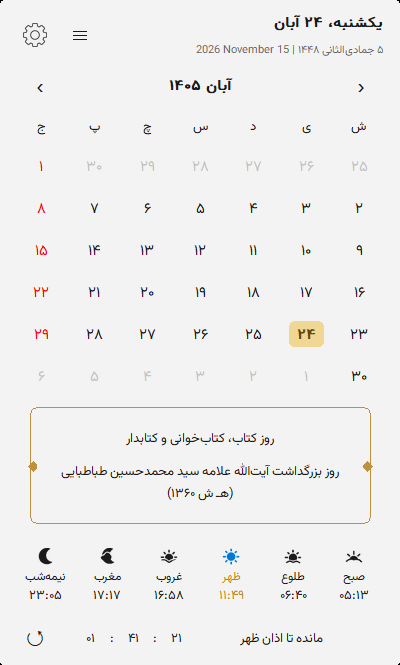 یکشنبه، ۲۴ آبان
۵ جمادی‌الثانی ۱۴۴۸ | 15 November 2026
آبان ۱۴۰۵
ش ی د س چ پ ج
۲۵ ۲۶ ۲۷ ۲۸ ۲۹ ۳۰ ۱
۲ ۳ ۴ ۵ ۶ ۷ ۸
۹ ۱۰ ۱۱ ۱۲ ۱۳ ۱۴ ۱۵
۱۶ ۱۷ ۱۸ ۱۹ ۲۰ ۲۱ ۲۲
۲۳ ۲۴ ۲۵ ۲۶ ۲۷ ۲۸ ۲۹
۳۰ ۱ ۲ ۳ ۴ ۵ ۶
روز کتاب، کتاب‌خوانی و کتابدار
روز بزرگداشت آیت‌الله علامه سید محمدحسین طباطبایی
(۱۳۶۰ هـ ش)
صبح طلوع ظهر غروب مغرب نیمه‌شب
۰۵:۱۳ ۰۶:۴۰ ۱۱:۴۹ ۱۶:۵۸ ۱۷:۱۷ ۲۳:۰۵
مانده تا اذان ظهر ۰۱ : ۴۱ : ۲۱